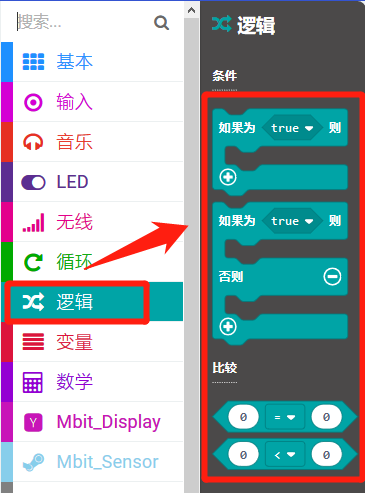 搜索...
基本
输入
音乐
LED
无线
循环
逻辑
变量
数学
Mbit_Display
Mbit_Sensor
逻辑
条件
如果为 true 则
如果为 true 则
否则
比较
0 = 0
0 < 0